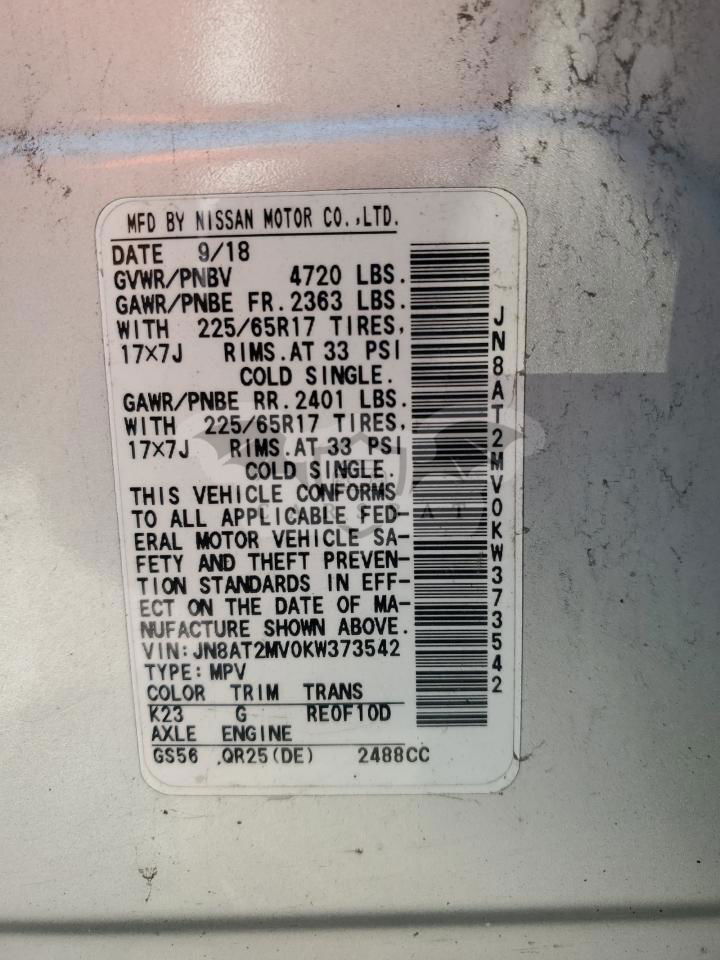 MFD BY NISSAN MOTOR CO.,LTD.
DATE 9/18
GVWR/PNBV 4720 LBS.
GAWR/PNBE FR.2363 LBS.
WITH 225/65R17 TIRES,
17×7J RIMS.AT 33 PSI
COLD SINGLE.
GAWR/PNBE RR.2401 LBS.
WITH 225/65R17 TIRES,
17×7J RIMS.AT 33 PSI
COLD SINGLE.
THIS VEHICLE CONFORMS
TO ALL APPLICABLE FED-
ERAL MOTOR VEHICLE SA-
FETY AND THEFT PREVEN-
TION STANDARDS IN EFF-
ECT ON THE DATE OF MA-
NUFACTURE SHOWN ABOVE.
VIN:JN8AT2MV0KW373542
TYPE:MPV
COLOR TRIM TRANS
K23 G RE0F10D
AXLE ENGINE
GS56 QR25(DE) 2488CC
JN8AT2MV0KW373542